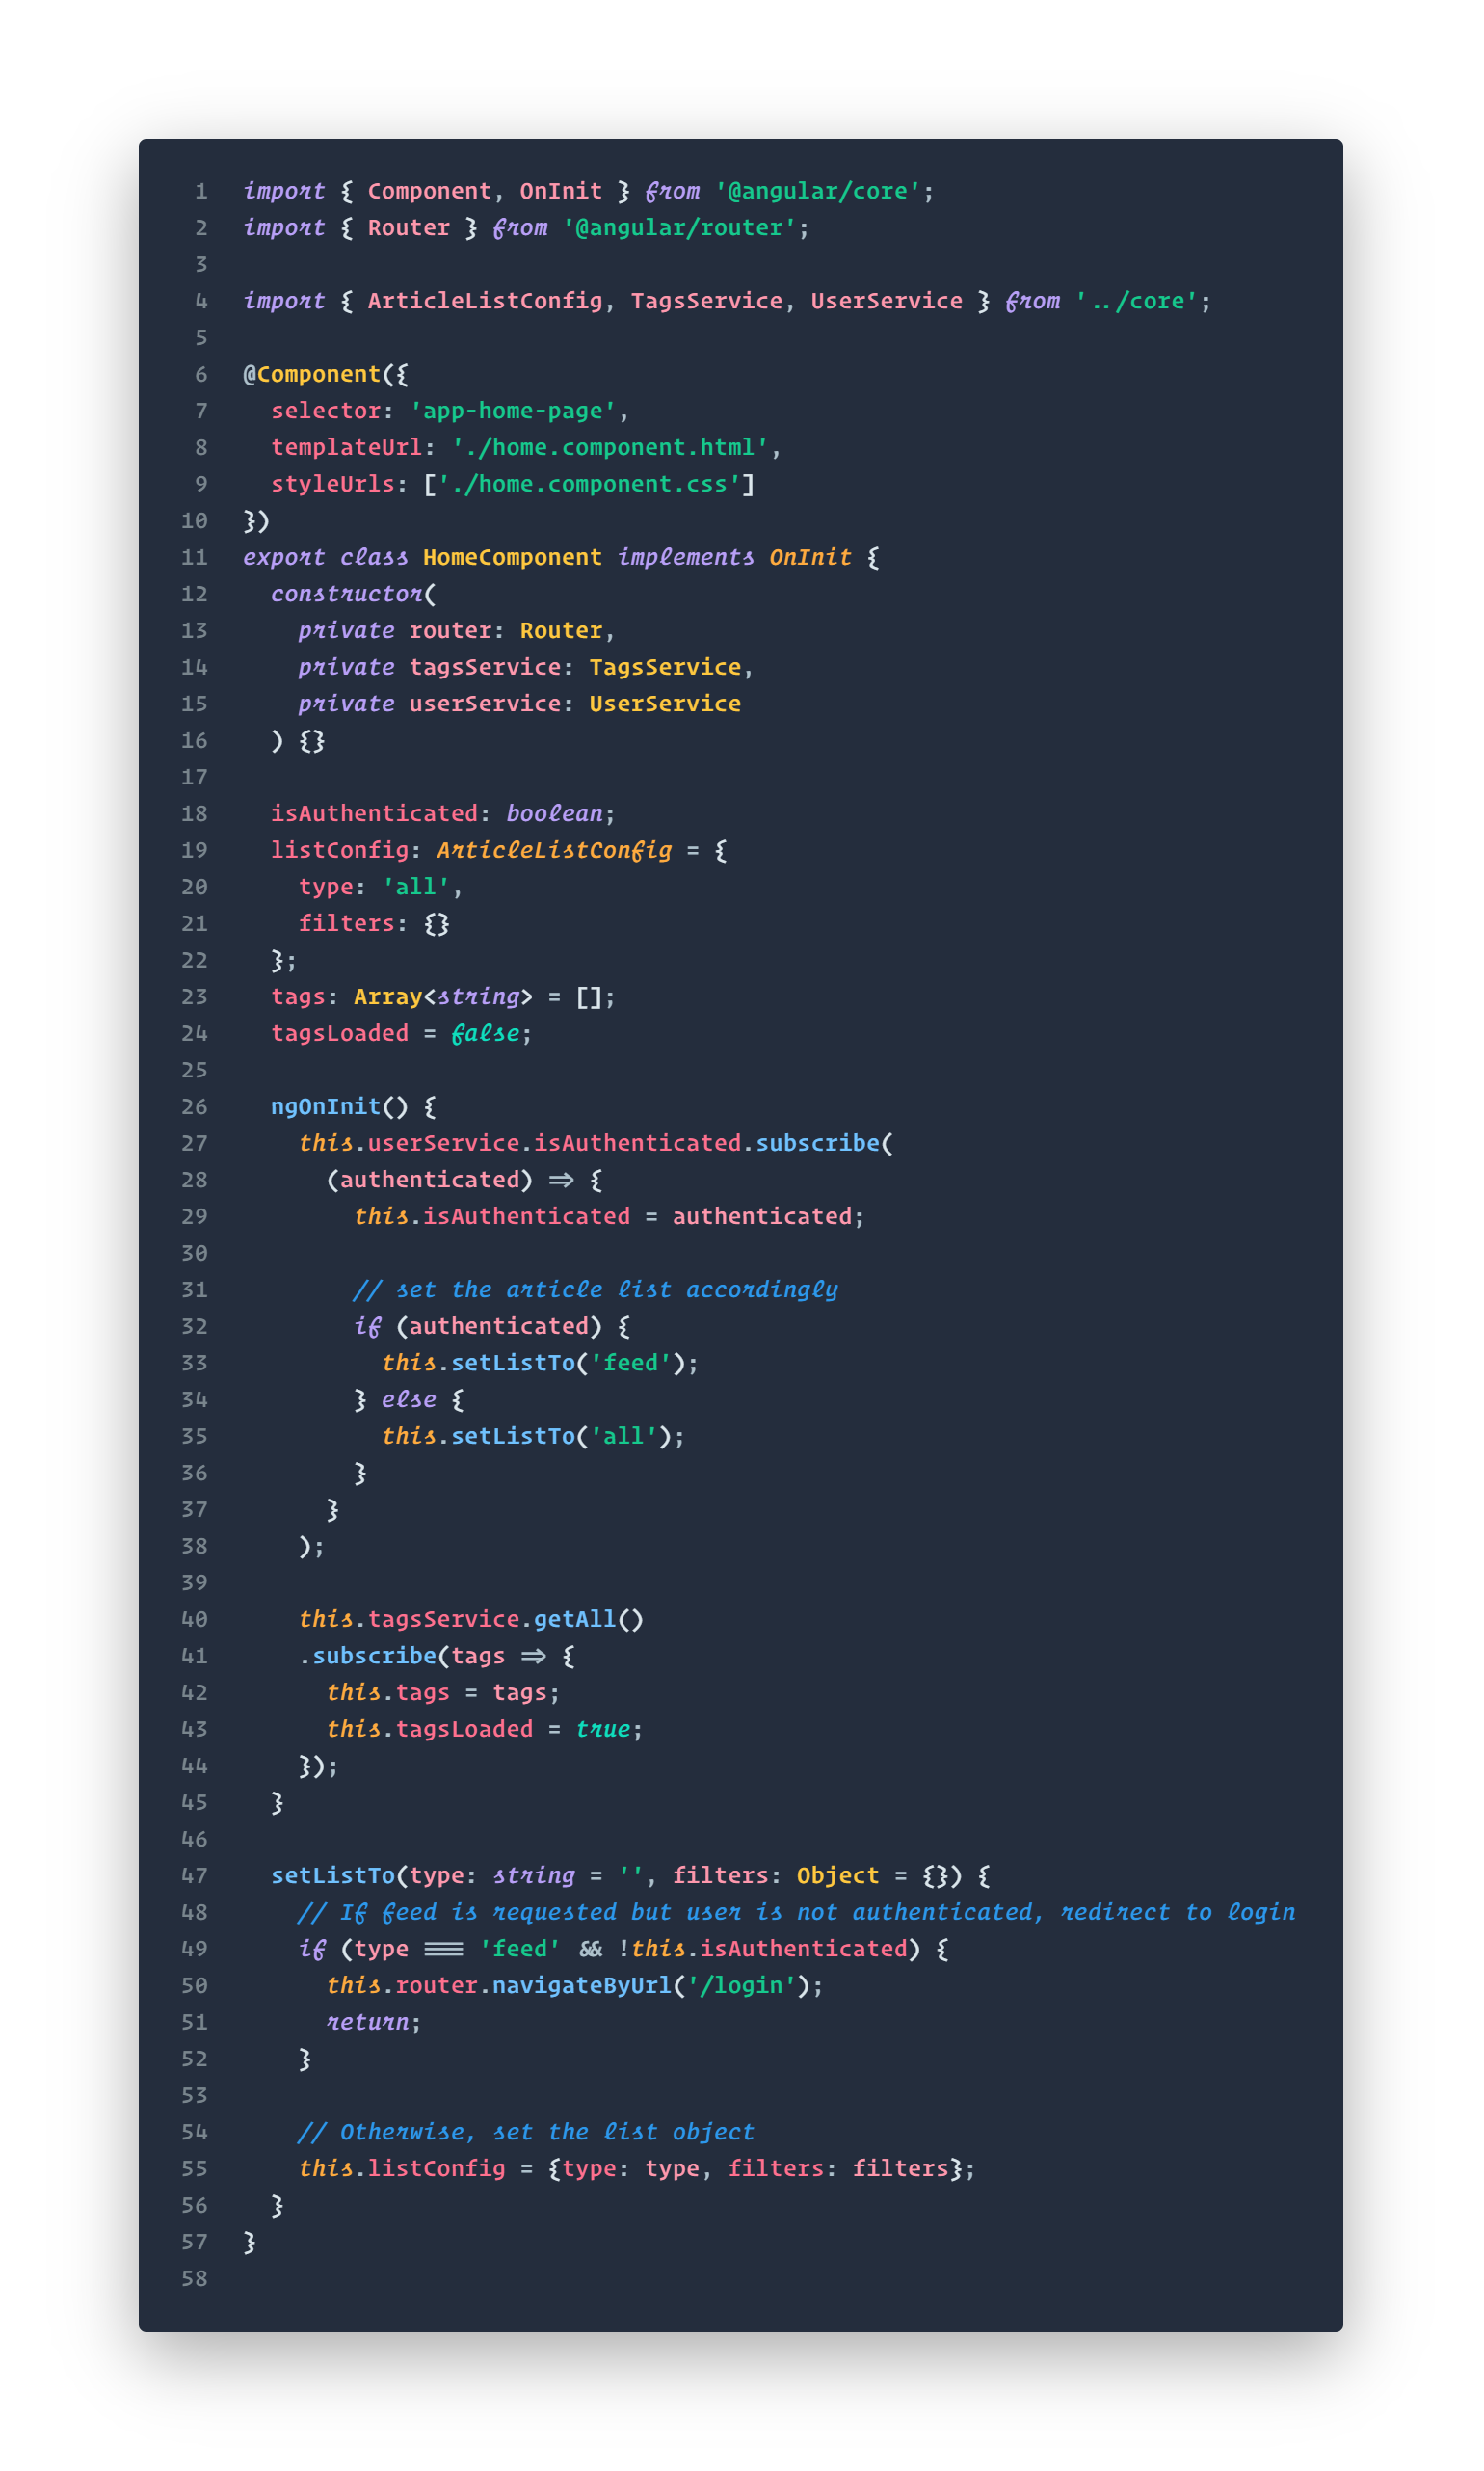 1 import { Component, OnInit } from '@angular/core';
2 import { Router } from '@angular/router';
3
4 import { ArticleListConfig, TagsService, UserService } from '../core';
5
6 @Component({
7   selector: 'app-home-page',
8   templateUrl: './home.component.html',
9   styleUrls: ['./home.component.css']
10 })
11 export class HomeComponent implements OnInit {
12   constructor(
13     private router: Router,
14     private tagsService: TagsService,
15     private userService: UserService
16   ) {}
17
18   isAuthenticated: boolean;
19   listConfig: ArticleListConfig = {
20     type: 'all',
21     filters: {}
22   };
23   tags: Array<string> = [];
24   tagsLoaded = false;
25
26   ngOnInit() {
27     this.userService.isAuthenticated.subscribe(
28       (authenticated) => {
29         this.isAuthenticated = authenticated;
30
31         // set the article list accordingly
32         if (authenticated) {
33           this.setListTo('feed');
34         } else {
35           this.setListTo('all');
36         }
37       }
38     );
39
40     this.tagsService.getAll()
41     .subscribe(tags => {
42       this.tags = tags;
43       this.tagsLoaded = true;
44     });
45   }
46
47   setListTo(type: string = '', filters: Object = {}) {
48     // If feed is requested but user is not authenticated, redirect to login
49     if (type === 'feed' && !this.isAuthenticated) {
50       this.router.navigateByUrl('/login');
51       return;
52     }
53
54     // Otherwise, set the list object
55     this.listConfig = {type: type, filters: filters};
56   }
57 }
58